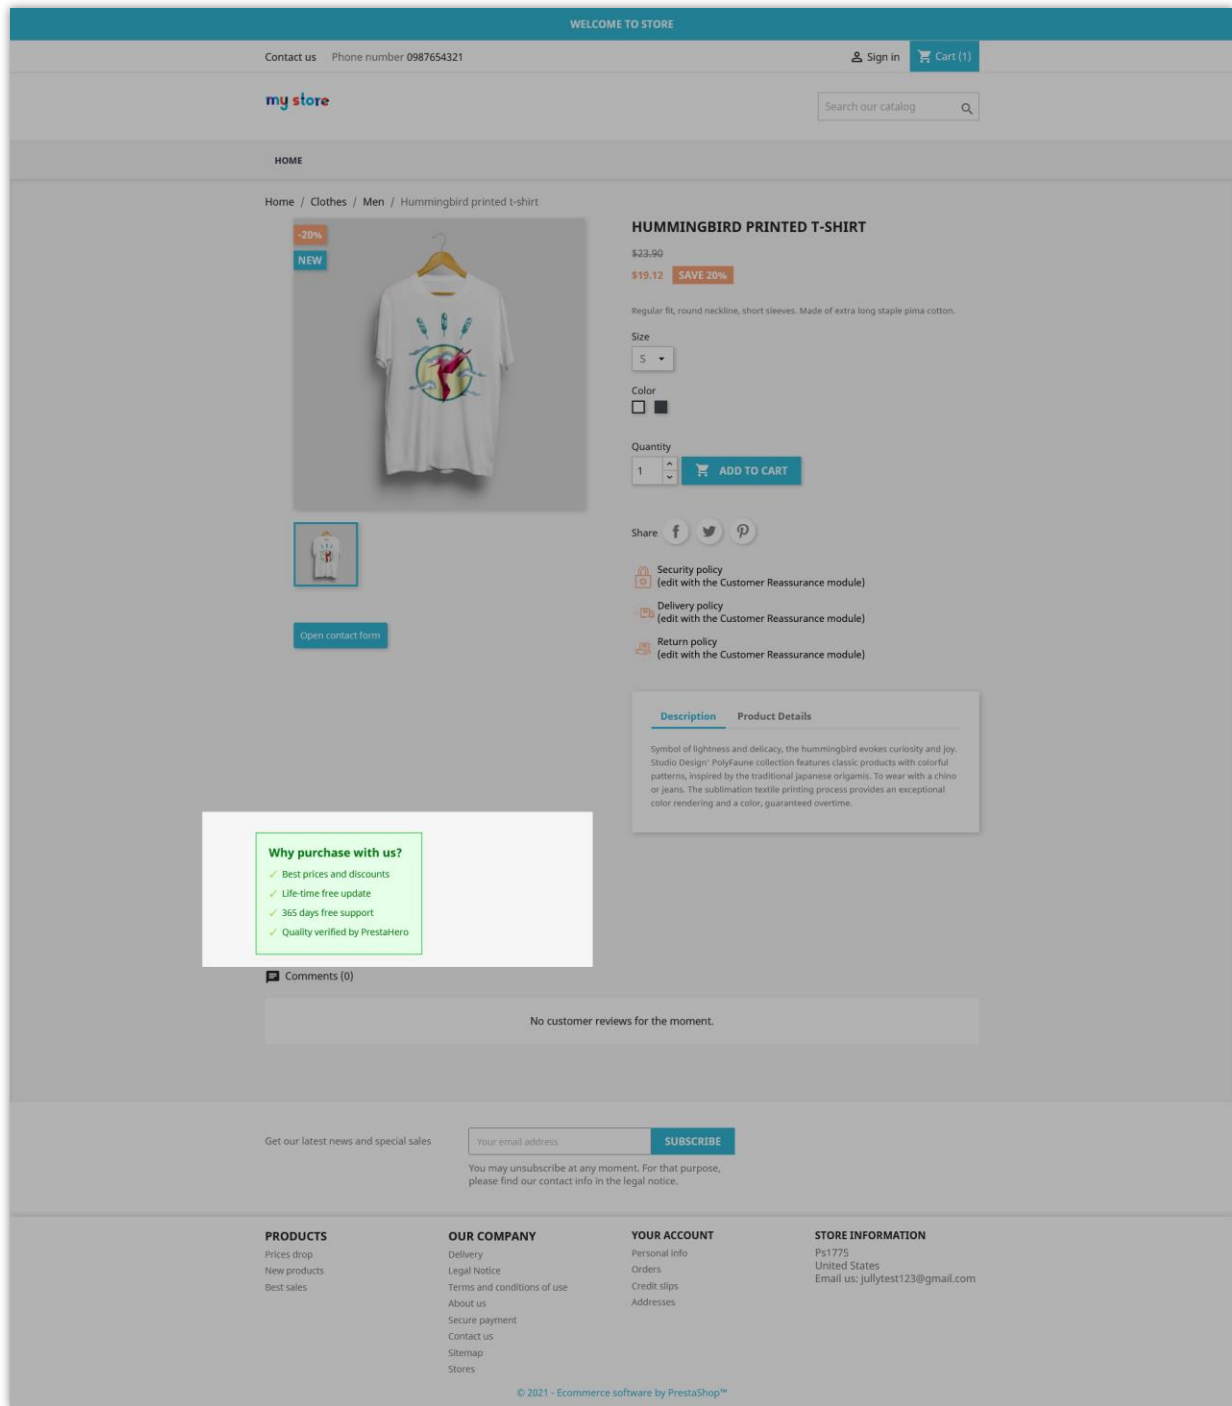 WELCOME TO STORE
Contact us Phone number 0987654321 Sign in Cart (1)
my store
Search our catalog
HOME
Home / Clothes / Men / Hummingbird printed t-shirt
-20%
NEW
HUMMINGBIRD PRINTED T-SHIRT
$23.90
$19.12 SAVE 20%
Regular fit, round neckline, short sleeves. Made of extra long staple pima cotton.
Size
S
Color
Quantity
1 ADD TO CART
Share
Security policy
(edit with the Customer Reassurance module)
Delivery policy
(edit with the Customer Reassurance module)
Return policy
(edit with the Customer Reassurance module)
Open contact form
Description Product Details
Symbol of lightness and delicacy, the hummingbird evokes curiosity and joy.
Studio Design' PolyFaune collection features classic products with colorful
patterns, inspired by the traditional japanese origamis. To wear with a chino
or jeans. The sublimation textile printing process provides an exceptional
color rendering and a color, guaranteed overtime.
Why purchase with us?
✓ Best prices and discounts
✓ Life-time free update
✓ 365 days free support
✓ Quality verified by PrestaHero
Comments (0)
No customer reviews for the moment.
Get our latest news and special sales
Your email address SUBSCRIBE
You may unsubscribe at any moment. For that purpose,
please find our contact info in the legal notice.
PRODUCTS
Prices drop
New products
Best sales
OUR COMPANY
Delivery
Legal Notice
Terms and conditions of use
About us
Secure payment
Contact us
Sitemap
Stores
YOUR ACCOUNT
Personal info
Orders
Credit slips
Addresses
STORE INFORMATION
Ps1775
United States
Email us: jullytest123@gmail.com
© 2021 - Ecommerce software by PrestaShop™